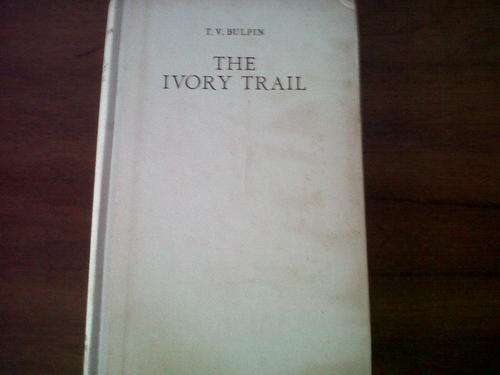 T. V. BULPIN
THE
IVORY TRAIL